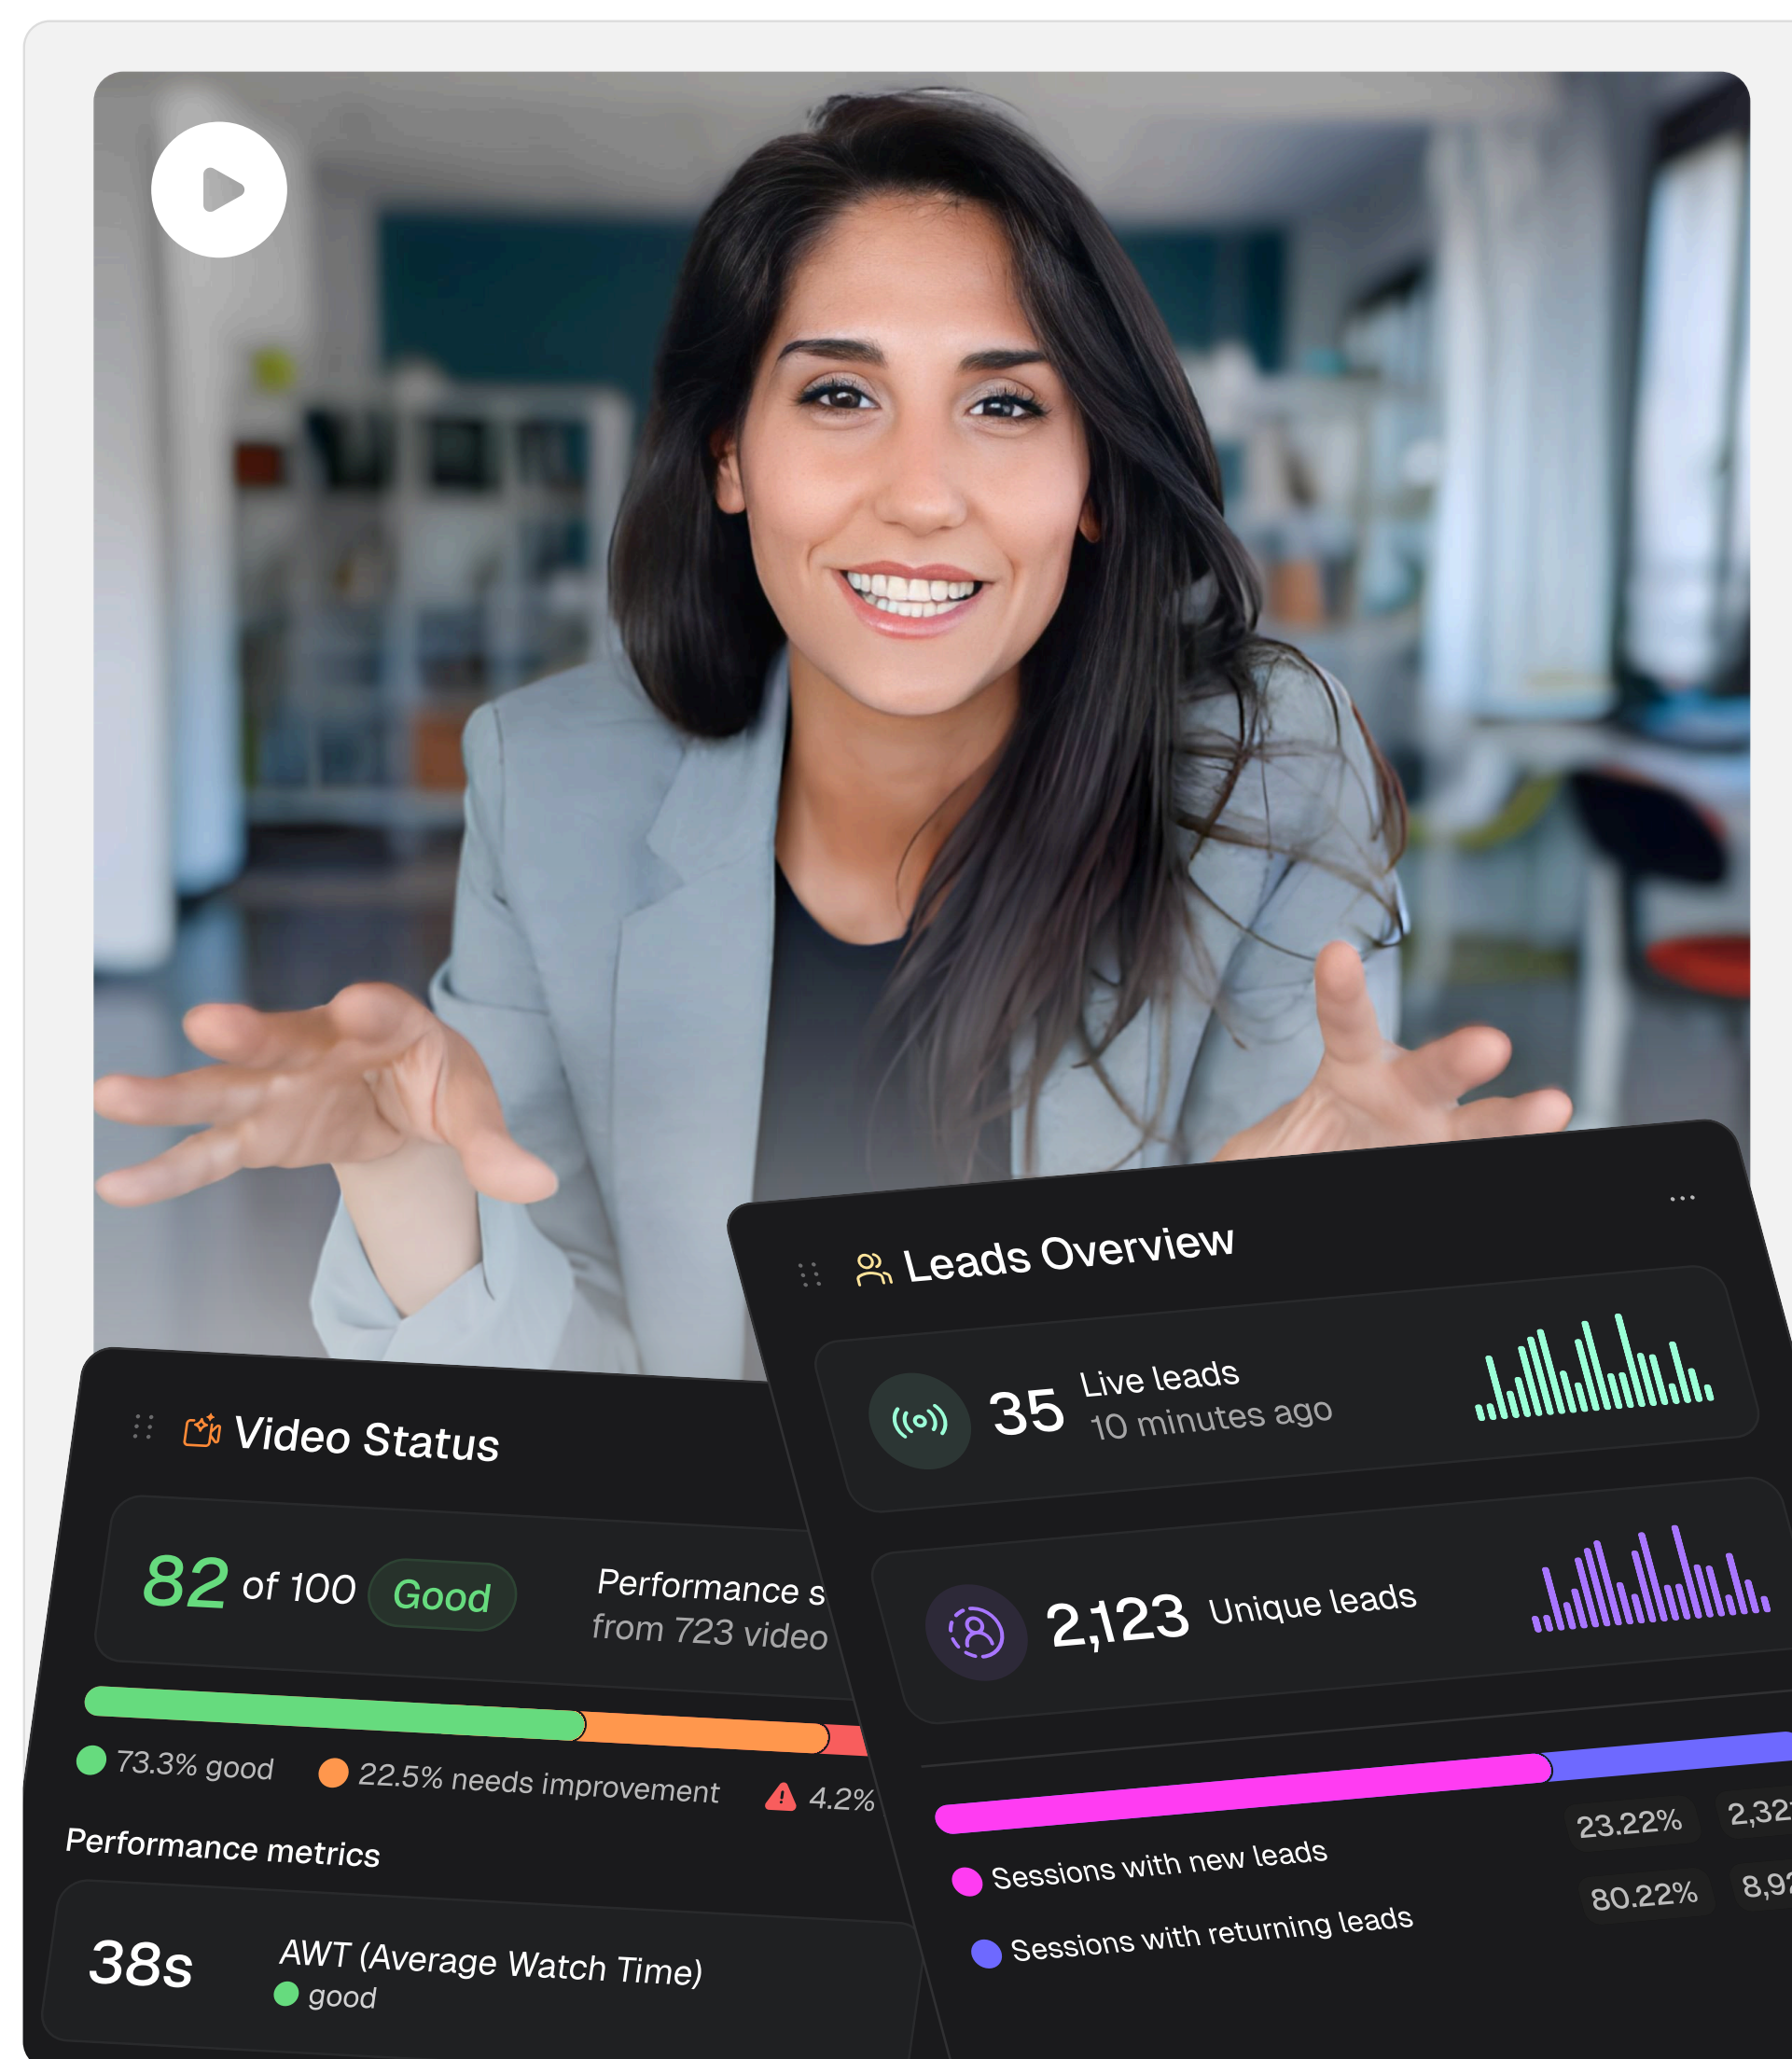 Leads Overview
35
Live leads
10 minutes ago
2,123 Unique leads
23.22%
Sessions with new leads
80.22%
Sessions with returning leads
Video Status
82 of 100 Good
Performance
from 723 video
73.3% good
22.5% needs improvement
4.2%
Performance metrics
38s
AWT (Average Watch Time)
good